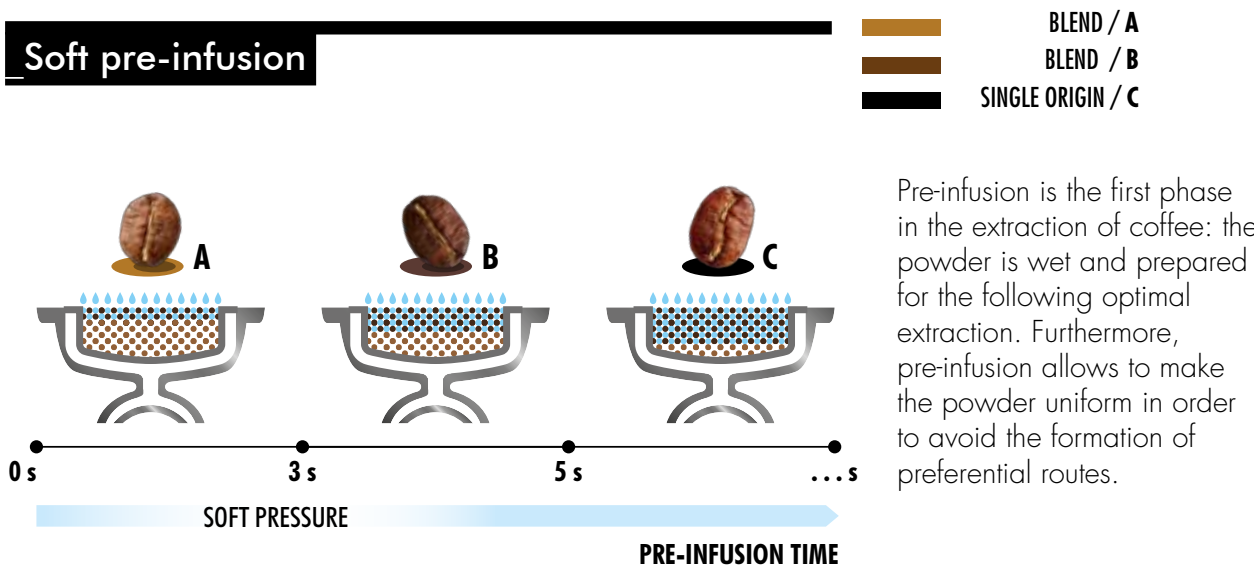 _Soft pre-infusion
BLEND / A
BLEND / B
SINGLE ORIGIN / C
A
B
C
Pre-infusion is the first phase
in the extraction of coffee: the
powder is wet and prepared
for the following optimal
extraction. Furthermore,
pre-infusion allows to make
the powder uniform in order
to avoid the formation of
preferential routes.
0 s
3 s
5 s
...s
SOFT PRESSURE
PRE-INFUSION TIME